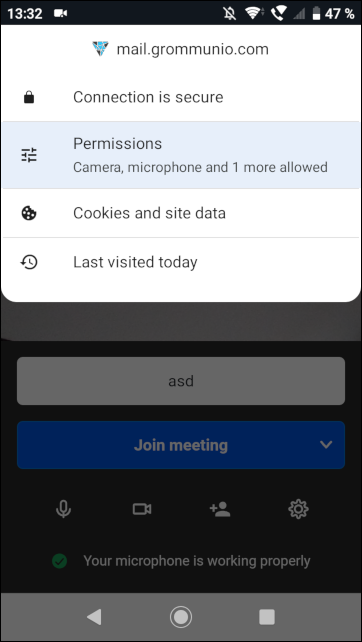 13:32 47 %
mail.grommunio.com
Connection is secure
Permissions
Camera, microphone and 1 more allowed
Cookies and site data
Last visited today
asd
Join meeting
Your microphone is working properly